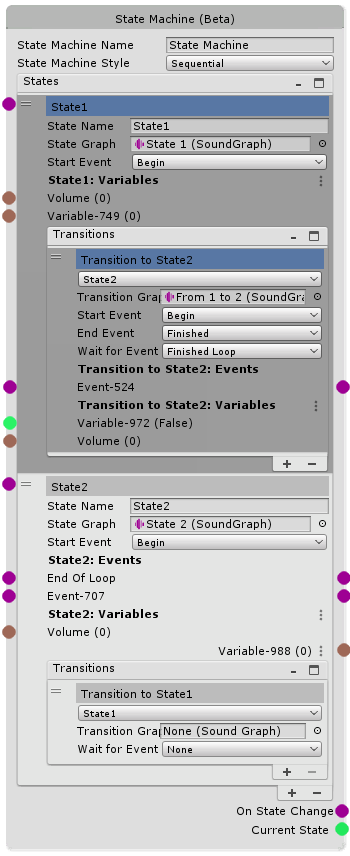 State Machine (Beta)
State Machine Name State Machine
State Machine Style Sequential
States
State1
State Name State1
State Graph State 1 (SoundGraph)
Start Event Begin
State1: Variables
Volume (0)
Variable-749 (0)
Transitions
Transition to State2
State2
Transition Grap From 1 to 2 (SoundGra
Start Event Begin
End Event Finished
Wait for Event Finished Loop
Transition to State2: Events
Event-524
Transition to State2: Variables
Variable-972 (False)
Volume (0)
State2
State Name State2
State Graph State 2 (SoundGraph)
Start Event Begin
State2: Events
End Of Loop
Event-707
State2: Variables
Volume (0)
Variable-988 (0)
Transitions
Transition to State1
State1
Transition Grap None (Sound Graph)
Wait for Event None
On State Change
Current State